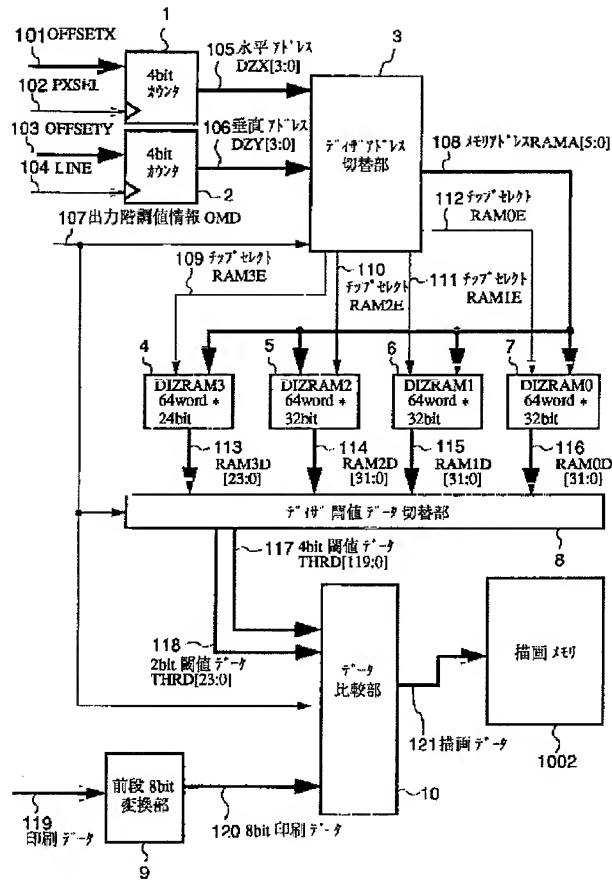 1
101 OFFSETX
102 PXSEL
4bit
カウンタ
105 水平アドレス
DZX[3:0]
103 OFFSETY
104 LINE
4bit
カウンタ
2
106 垂直アドレス
DZY[3:0]
3
ディザアドレス
切替部
108 メモリアドレスRAMA[5:0]
107 出力階調値情報 OMD
109 チップセレクト
RAM3E
110
チップセレクト
RAM2E
111 チップセレクト
RAM1E
112 チップセレクト
RAM0E
4
DIZRAM3
64word *
24bit
5
DIZRAM2
64word *
32bit
6
DIZRAM1
64word *
32bit
7
DIZRAM0
64word *
32bit
113
RAM3D
[23:0]
114
RAM2D
[31:0]
115
RAM1D
[31:0]
116
RAM0D
[31:0]
ディザ閾値データ切替部
8
117 4bit 閾値データ
THRD[119:0]
118
2bit 閾値データ
THRD[23:0]
データ
比較部
10
描画メモリ
1002
121 描画データ
119
印刷データ
前段 8bit
変換部
9
120 8bit 印刷データ